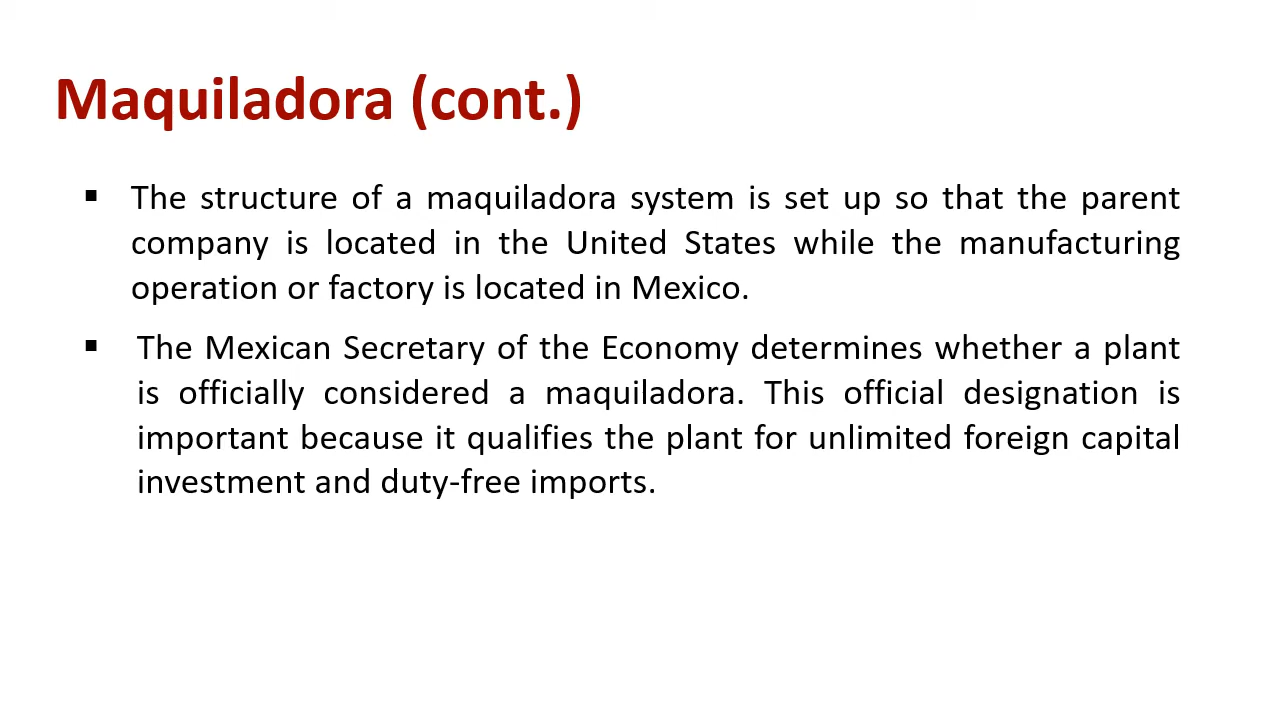 Maquiladora (cont.)
▪ The structure of a maquiladora system is set up so that the parent
company is located in the United States while the manufacturing
operation or factory is located in Mexico.
▪ The Mexican Secretary of the Economy determines whether a plant
is officially considered a maquiladora. This official designation is
important because it qualifies the plant for unlimited foreign capital
investment and duty-free imports.